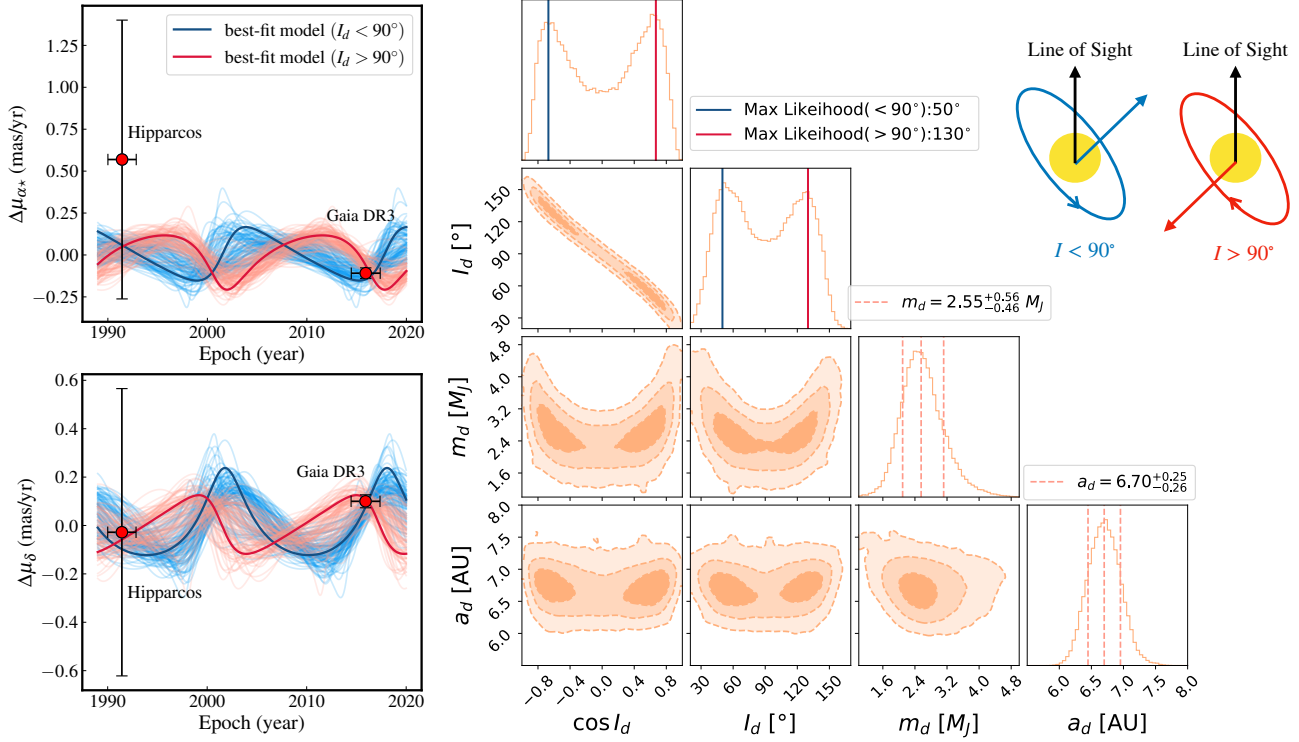 best-fit model (I_d < 90°)
best-fit model (I_d > 90°)
Hipparcos
Gaia DR3
Δμ_α* (mas/yr)
1.25
1.00
0.75
0.50
0.25
0.00
−0.25
1990 2000 2010 2020
Epoch (year)
Hipparcos
Gaia DR3
Δμ_δ (mas/yr)
0.6
0.4
0.2
0.0
−0.2
−0.4
−0.6
1990 2000 2010 2020
Epoch (year)
Max Likeihood(<90°):50°
Max Likeihood(>90°):130°
Line of Sight
Line of Sight
I < 90°
I > 90°
I_d [°]
150
120
90
60
30
m_d = 2.55 +0.56 −0.46 M_J
m_d [M_J]
4.8
4.0
3.2
2.4
1.6
a_d = 6.70 +0.25 −0.26
a_d [AU]
7.5
7.0
6.5
6.0
−0.8 −0.4 0.0 0.4 0.8
cos I_d
30 60 90 120 150
I_d [°]
1.6 2.4 3.2 4.0 4.8
m_d [M_J]
6.0 6.5 7.0 7.5 8.0
a_d [AU]